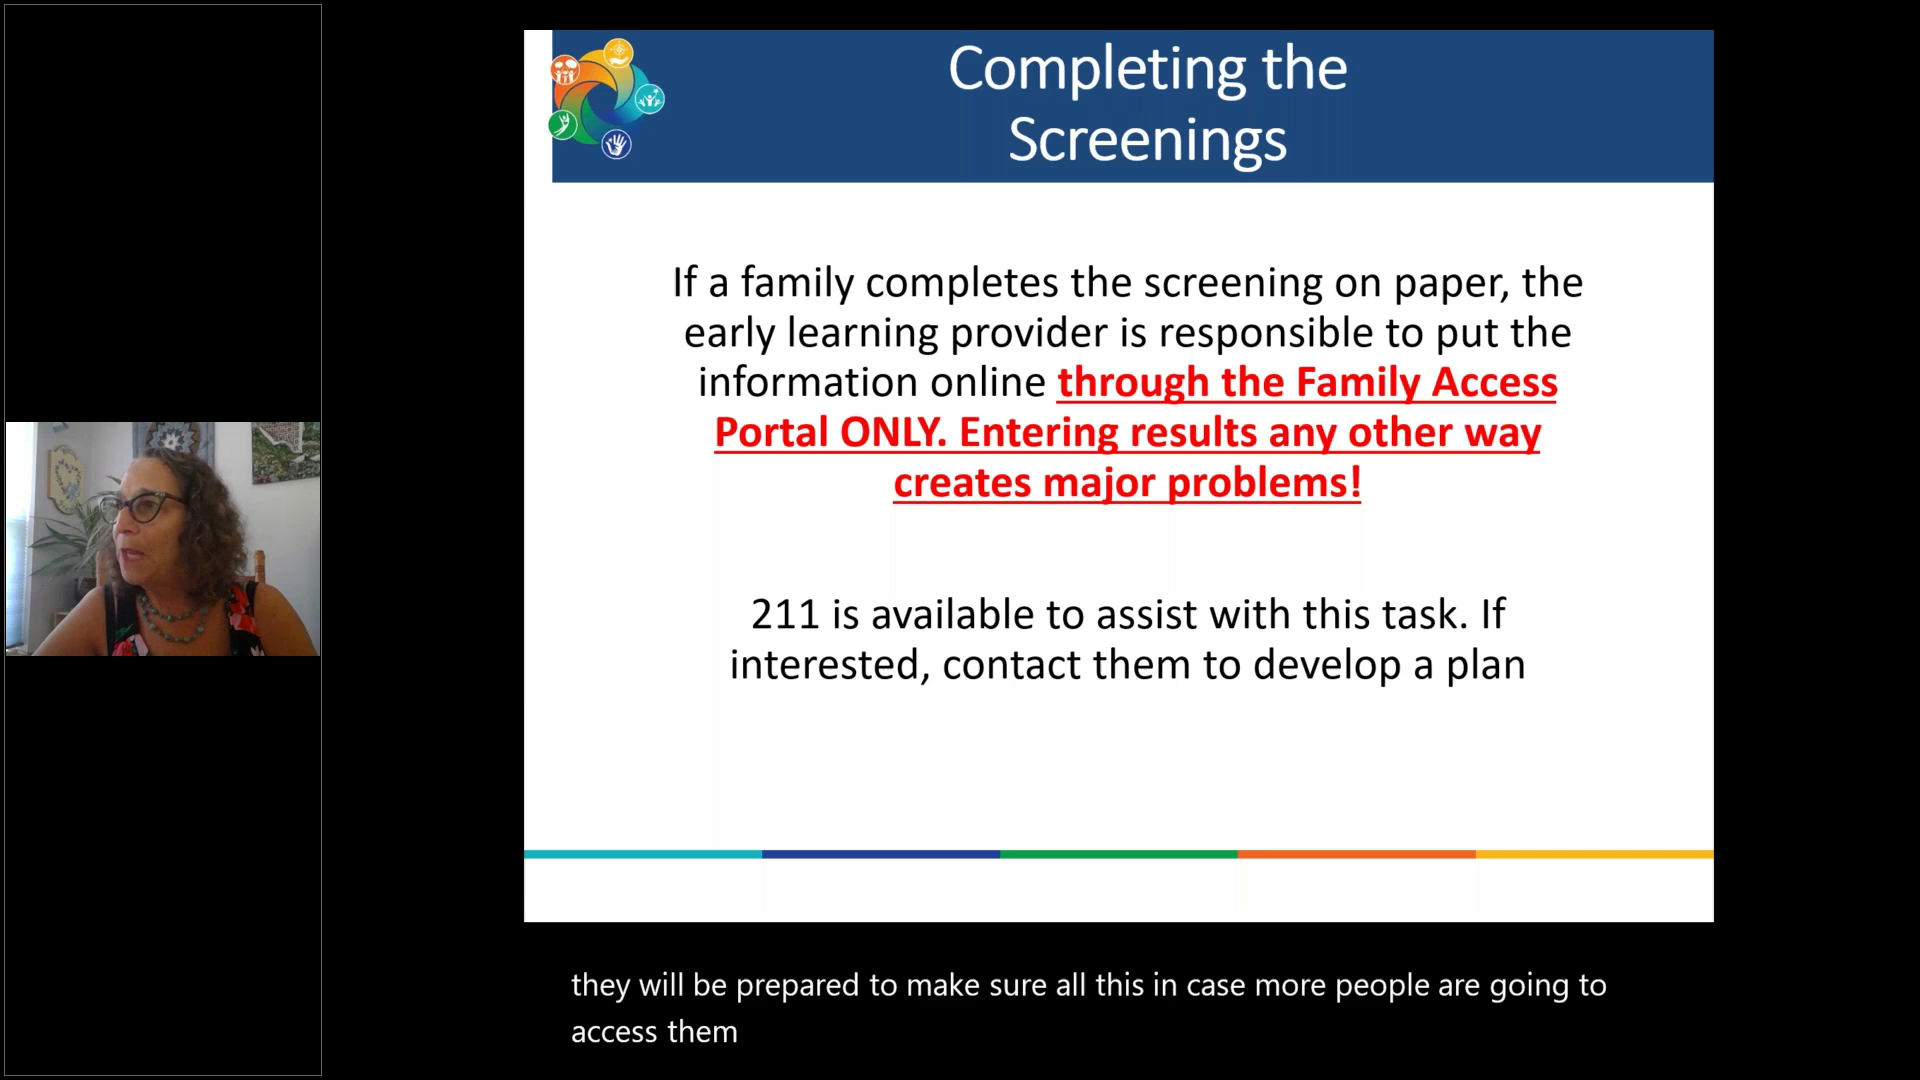 Completing the
Screenings
If a family completes the screening on paper, the
early learning provider is responsible to put the
information online through the Family Access
Portal ONLY. Entering results any other way
creates major problems!
211 is available to assist with this task. If
interested, contact them to develop a plan
they will be prepared to make sure all this in case more people are going to
access them